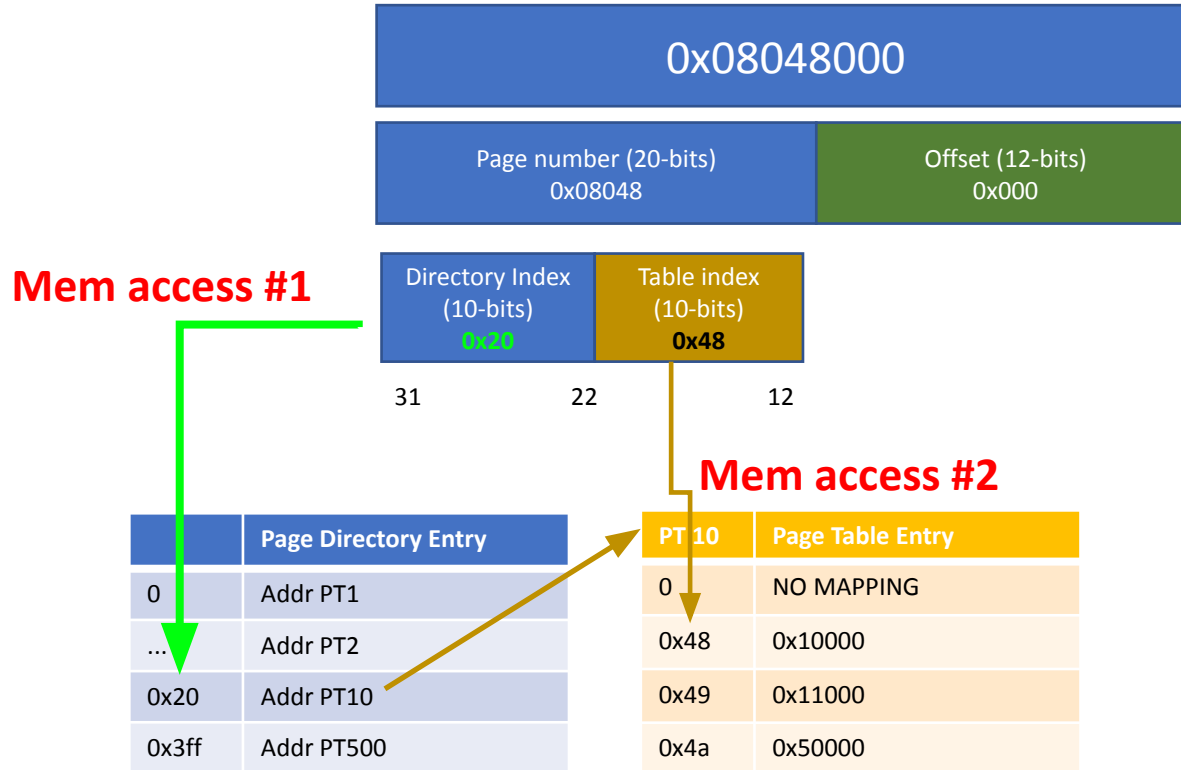 0x08048000
Page number (20-bits)
0x08048
Offset (12-bits)
0x000
Mem access #1
Directory Index
(10-bits)
0x20
Table index
(10-bits)
0x48
31 22 12
Mem access #2
Page Directory Entry
0 Addr PT1
... Addr PT2
0x20 Addr PT10
0x3ff Addr PT500
PT 10 Page Table Entry
0 NO MAPPING
0x48 0x10000
0x49 0x11000
0x4a 0x50000